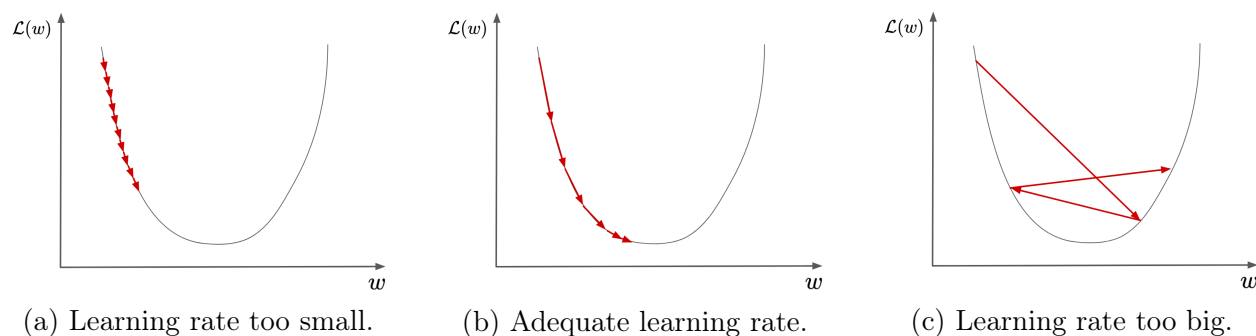 ℒ(w)
w
(a) Learning rate too small.
ℒ(w)
w
(b) Adequate learning rate.
ℒ(w)
w
(c) Learning rate too big.